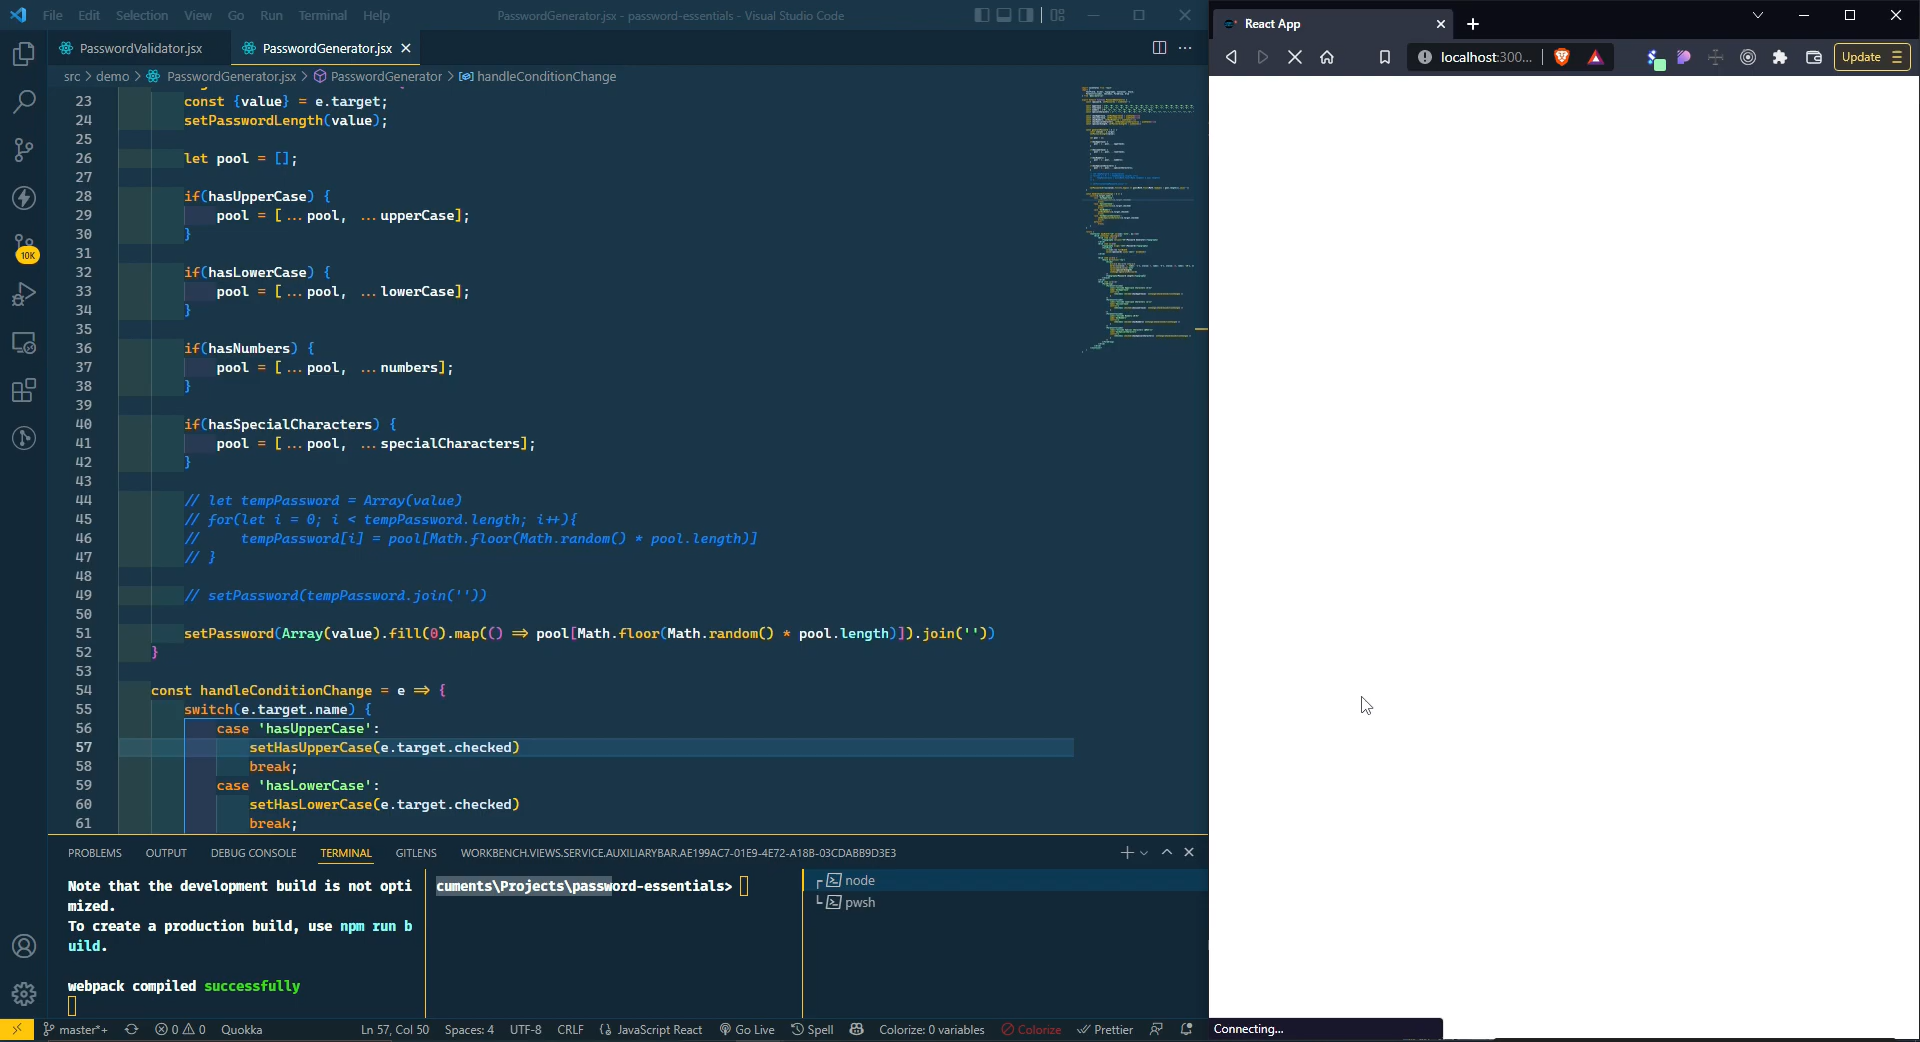 File Edit Selection View Go Run Terminal Help
PasswordGenerator.jsx - password-essentials - Visual Studio Code
PasswordValidator.jsx
PasswordGenerator.jsx
src > demo > PasswordGenerator.jsx > PasswordGenerator > handleConditionChange
23 const {value} = e.target;
24 setPasswordLength(value);
25
26 let pool = [];
27
28 if(hasUpperCase) {
29 pool = [...pool, ...upperCase];
30 }
31
32 if(hasLowerCase) {
33 pool = [...pool, ...lowerCase];
34 }
35
36 if(hasNumbers) {
37 pool = [...pool, ...numbers];
38 }
39
40 if(hasSpecialCharacters) {
41 pool = [...pool, ...specialCharacters];
42 }
43
44 // let tempPassword = Array(value)
45 // for(let i = 0; i < tempPassword.length; i++){
46 // tempPassword[i] = pool[Math.floor(Math.random() * pool.length)]
47 // }
48
49 // setPassword(tempPassword.join(''))
50
51 setPassword(Array(value).fill(0).map(() => pool[Math.floor(Math.random() * pool.length)]).join(''))
52 }
53
54 const handleConditionChange = e => {
55 switch(e.target.name) {
56 case 'hasUpperCase':
57 setHasUpperCase(e.target.checked)
58 break;
59 case 'hasLowerCase':
60 setHasLowerCase(e.target.checked)
61 break;
10K
PROBLEMS OUTPUT DEBUG CONSOLE TERMINAL GITLENS WORKBENCH.VIEWS.SERVICE.AUXILIARYBAR.AE199AC7-01E9-4E72-A18B-03CDABB9D3E3
Note that the development build is not opti
mized.
To create a production build, use npm run b
uild.
webpack compiled successfully
cuments\Projects\password-essentials>
node
pwsh
master*+ 0 0 Quokka Ln 57, Col 50 Spaces: 4 UTF-8 CRLF JavaScript React Go Live Spell Colorize: 0 variables Colorize Prettier
React App
localhost:300...
Update
Connecting...